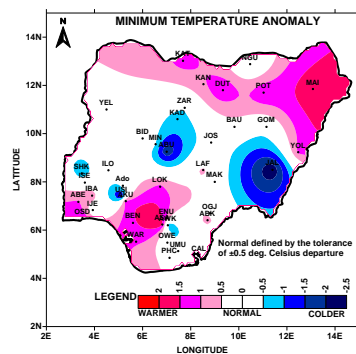 MINIMUM TEMPERATURE ANOMALY
N
14N
12N
10N
8N
6N
4N
2N
LATITUDE
KAT
NGU
KAN
DUT
POT
MAI
YEL
ZAR
KAD
BAU
GOM
BID
MIN
JOS
YOL
SHK
ISE
ILO
LAF
MAK
Ado
LOK
IBA
ABE
IJE
OSD
BEN
ENU
OGJ
WAR
OWE
UMU
PHC
CAL
Normal defined by the tolerance
of ±0.5 deg. Celsius departure
LEGEND
2
1.5
1
0.5
0
-0.5
-1
-1.5
-2
-2.5
WARMER
NORMAL
COLDER
2E
4E
6E
8E
10E
12E
14E
LONGITUDE